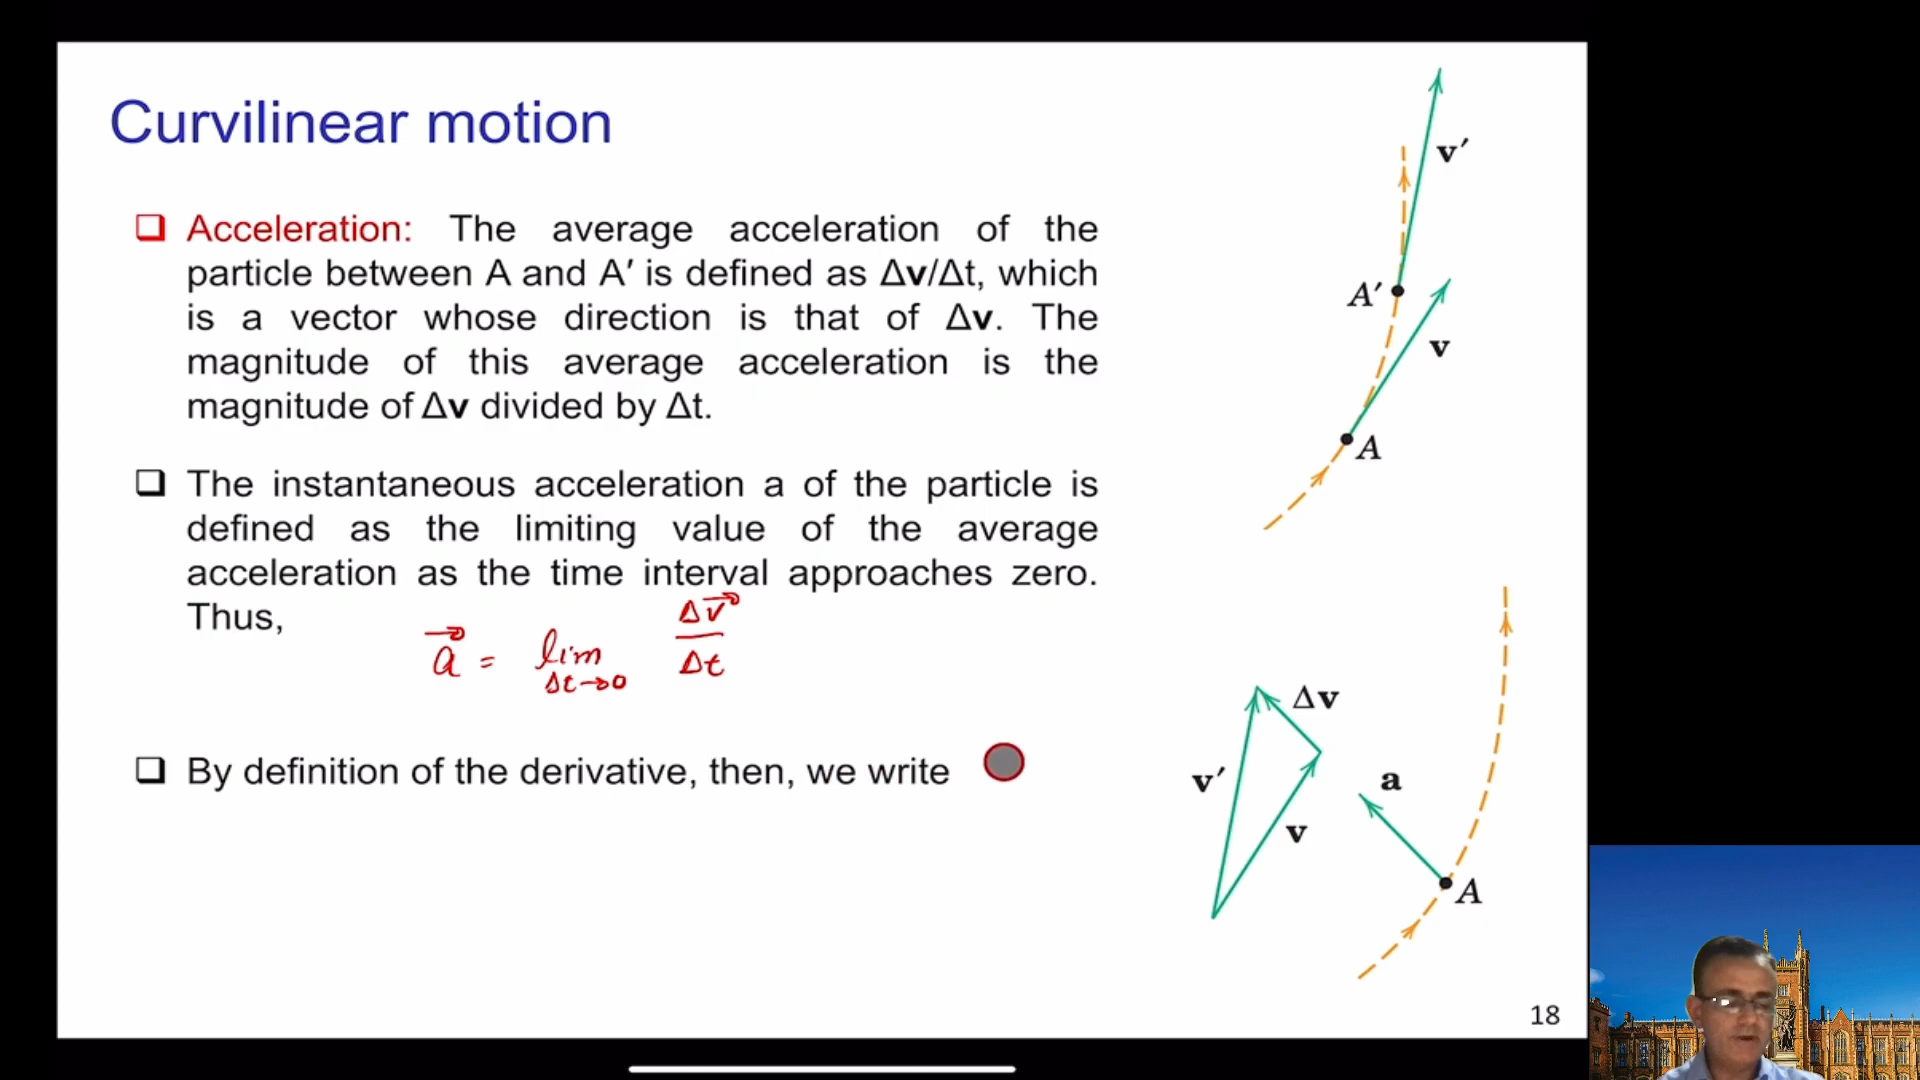 Curvilinear motion
Acceleration: The average acceleration of the
particle between A and A′ is defined as Δv/Δt, which
is a vector whose direction is that of Δv. The
magnitude of this average acceleration is the
magnitude of Δv divided by Δt.
The instantaneous acceleration a of the particle is
defined as the limiting value of the average
acceleration as the time interval approaches zero.
Thus,
a⃗ = lim Δv⃗/Δt
Δt→0
By definition of the derivative, then, we write
v′
A′
v
A
Δv
v′
a
v
A
18